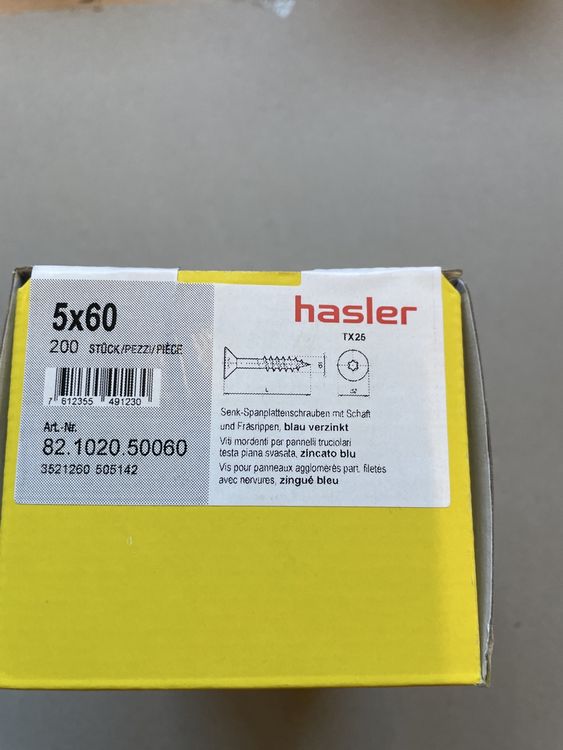 5x60
200 STÜCK/PEZZI/PIÈCE
7 612355 491230
Art.-Nr.
82.1020.50060
3521260 505142
hasler
TX25
L
Senk-Spanplattenschrauben mit Schaft
und Fräsrippen, blau verzinkt
Viti mordenti per pannelli truciolari
testa piana svasata, zincato blu
Vis pour panneaux agglomérés part. filetés
avec nervures, zingué bleu